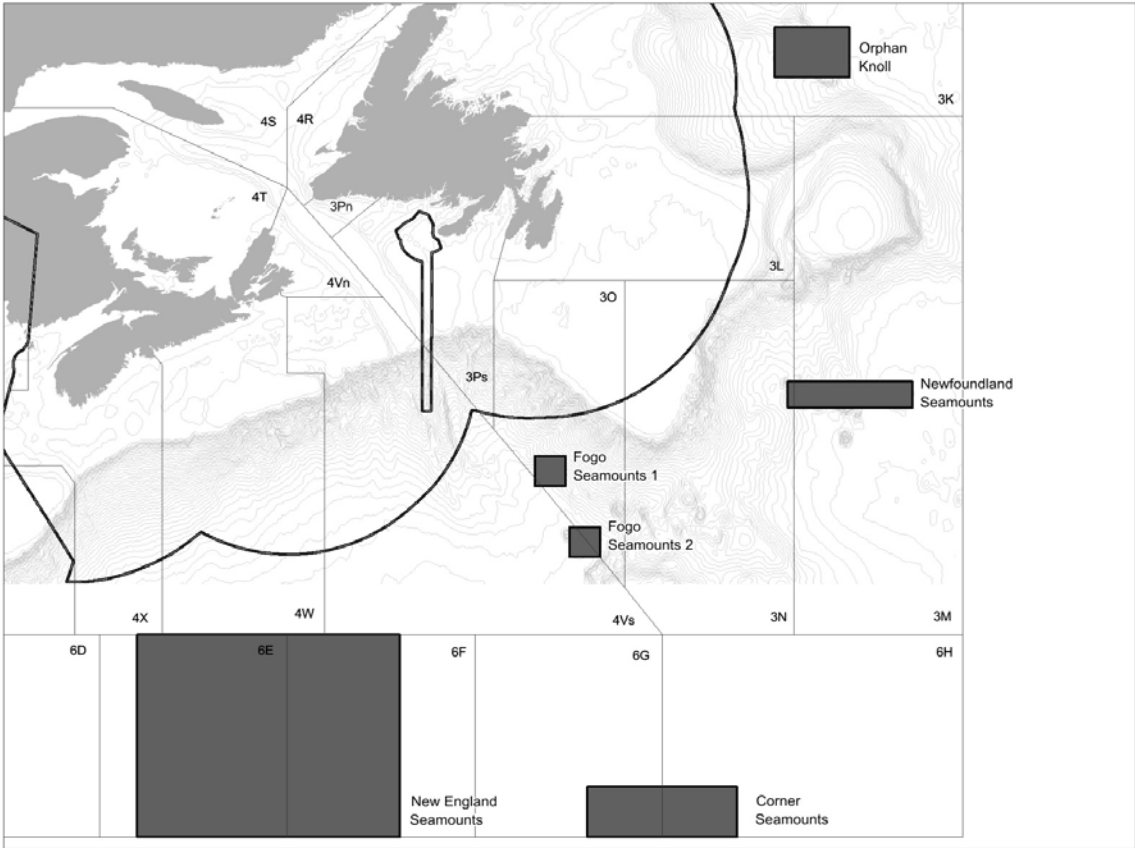 Orphan
Knoll
3K
4S
4R
4T
3Pn
3L
4Vn
3O
3Ps
Newfoundland
Seamounts
Fogo
Seamounts 1
Fogo
Seamounts 2
4X
4W
4Vs
3N
3M
6D
6E
6F
6G
6H
New England
Seamounts
Corner
Seamounts